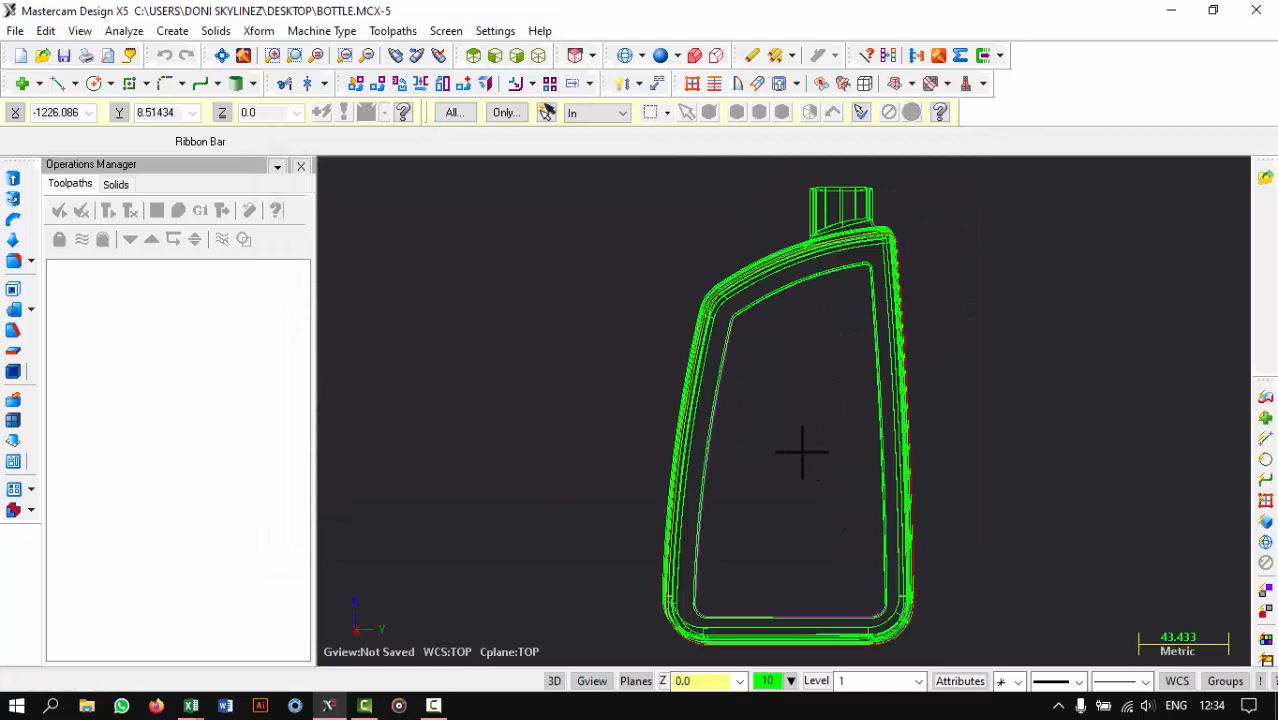 Mastercam Design X5 C:\USERS\DONI SKYLINEZ\DESKTOP\BOTTLE.MCX-5
File Edit View Analyze Create Solids Xform Machine Type Toolpaths Screen Settings Help
X -1226.086 Y 8.51434 Z 0.0 All... Only... In
Ribbon Bar
Operations Manager
Toolpaths Solids
G1
Z
Y
43.433
Metric
Gview:Not Saved WCS:TOP Cplane:TOP
3D Gview Planes Z 0.0 10 Level 1 Attributes WCS Groups ! ?
ENG 12:34